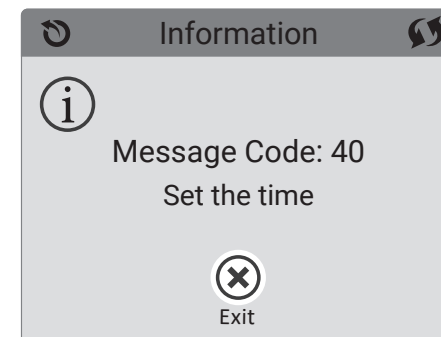 Information
i
Message Code: 40
Set the time
Exit